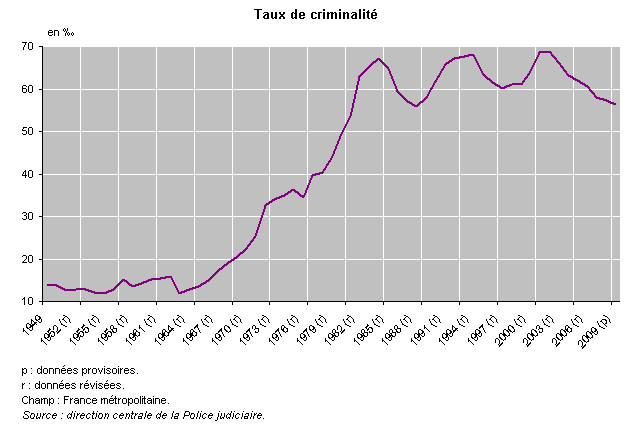 Taux de criminalité
en ‰
70
60
50
40
30
20
10
1949
1952 (r)
1955 (r)
1958 (r)
1961 (r)
1964 (r)
1967 (r)
1970 (r)
1973 (r)
1976 (r)
1979 (r)
1982 (r)
1985 (r)
1988 (r)
1991 (r)
1994 (r)
1997 (r)
2000 (r)
2003 (r)
2006 (r)
2009 (p)
p : données provisoires.
r : données révisées.
Champ : France métropolitaine.
Source : direction centrale de la Police judiciaire.